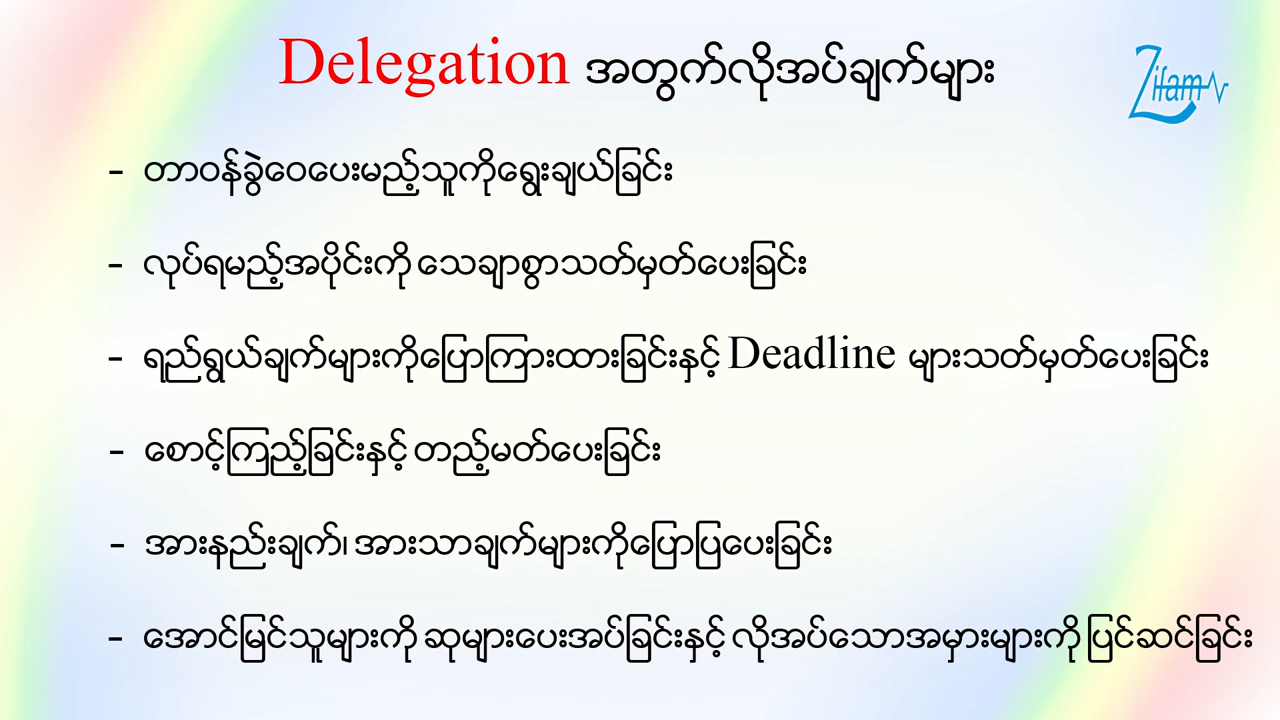 Delegation အတွက်လိုအပ်ချက်များ
Zifam
- တာဝန်ခွဲဝေပေးမည့်သူကိုရွေးချယ်ခြင်း
- လုပ်ရမည့်အပိုင်းကို သေချာစွာသတ်မှတ်ပေးခြင်း
- ရည်ရွယ်ချက်များကိုပြောကြားထားခြင်းနှင့် Deadline များသတ်မှတ်ပေးခြင်း
- စောင့်ကြည့်ခြင်းနှင့် တည့်မတ်ပေးခြင်း
- အားနည်းချက်၊ အားသာချက်များကိုပြောပြပေးခြင်း
- အောင်မြင်သူများကို ဆုများပေးအပ်ခြင်းနှင့် လိုအပ်သောအမှားများကို ပြင်ဆင်ခြင်း